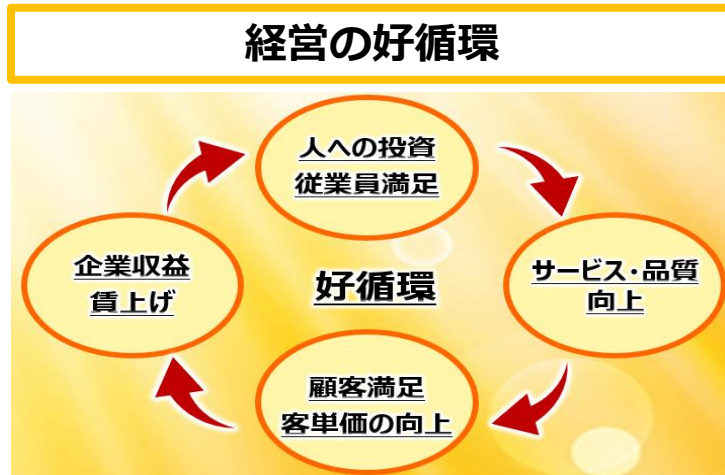 経営の好循環
人への投資
従業員満足
サービス・品質
向上
顧客満足
客単価の向上
企業収益
賃上げ
好循環